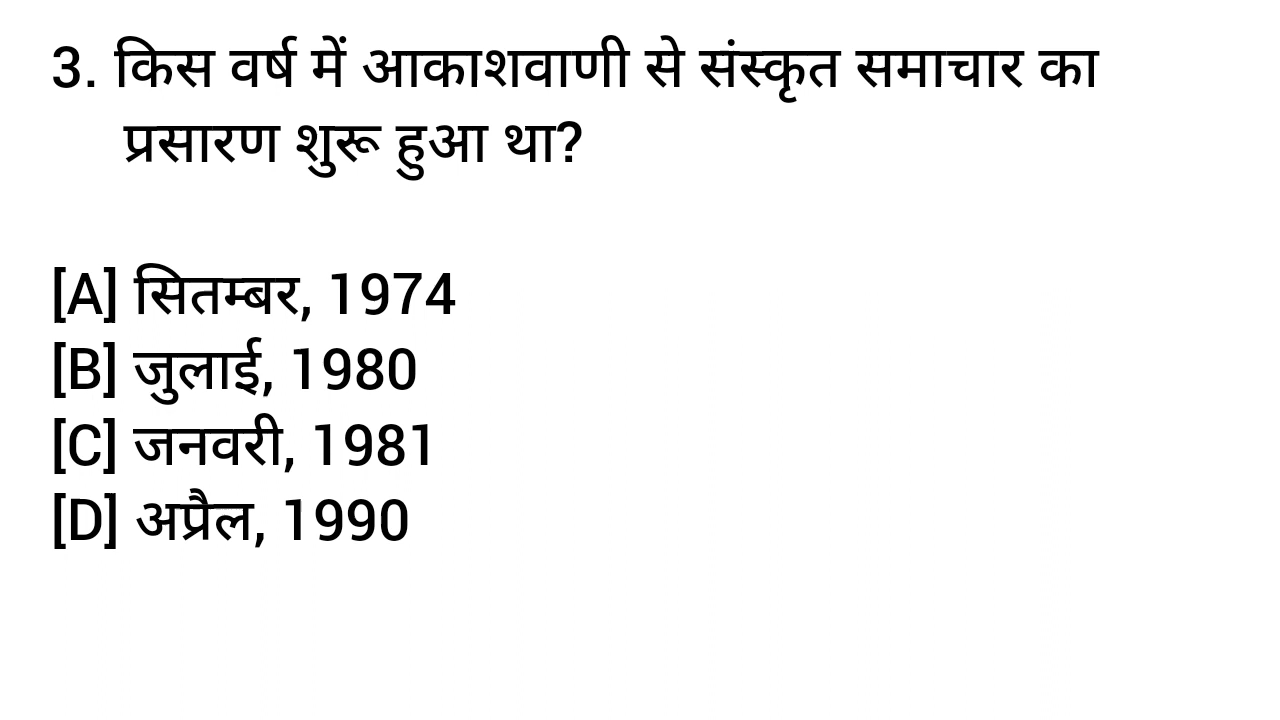 3. किस वर्ष में आकाशवाणी से संस्कृत समाचार का
प्रसारण शुरू हुआ था?
[A] सितम्बर, 1974
[B] जुलाई, 1980
[C] जनवरी, 1981
[D] अप्रैल, 1990